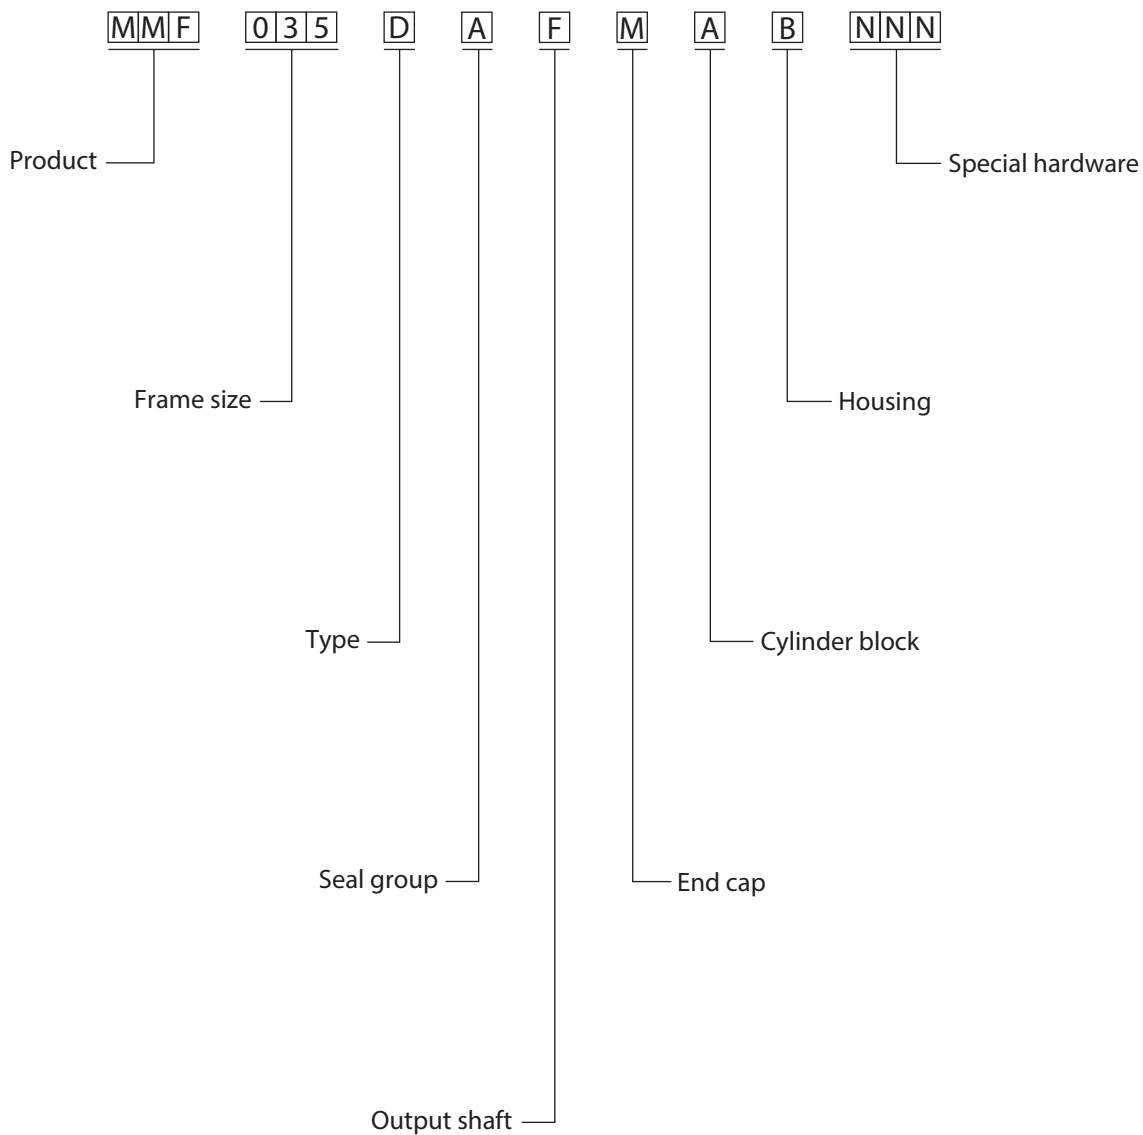 MMF 035 D A F M A B NNN
Product
Special hardware
Frame size
Housing
Type
Cylinder block
Seal group
End cap
Output shaft